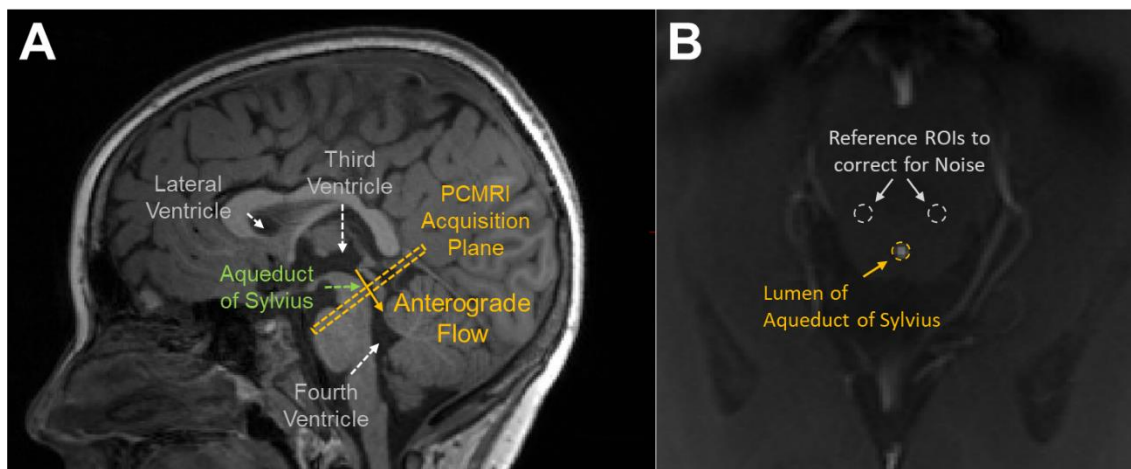 A
Lateral
Ventricle
Third
Ventricle
PCMRI
Acquisition
Plane
Aqueduct
of Sylvius
Anterograde
Flow
Fourth
Ventricle
B
Reference ROIs to
correct for Noise
Lumen of
Aqueduct of Sylvius